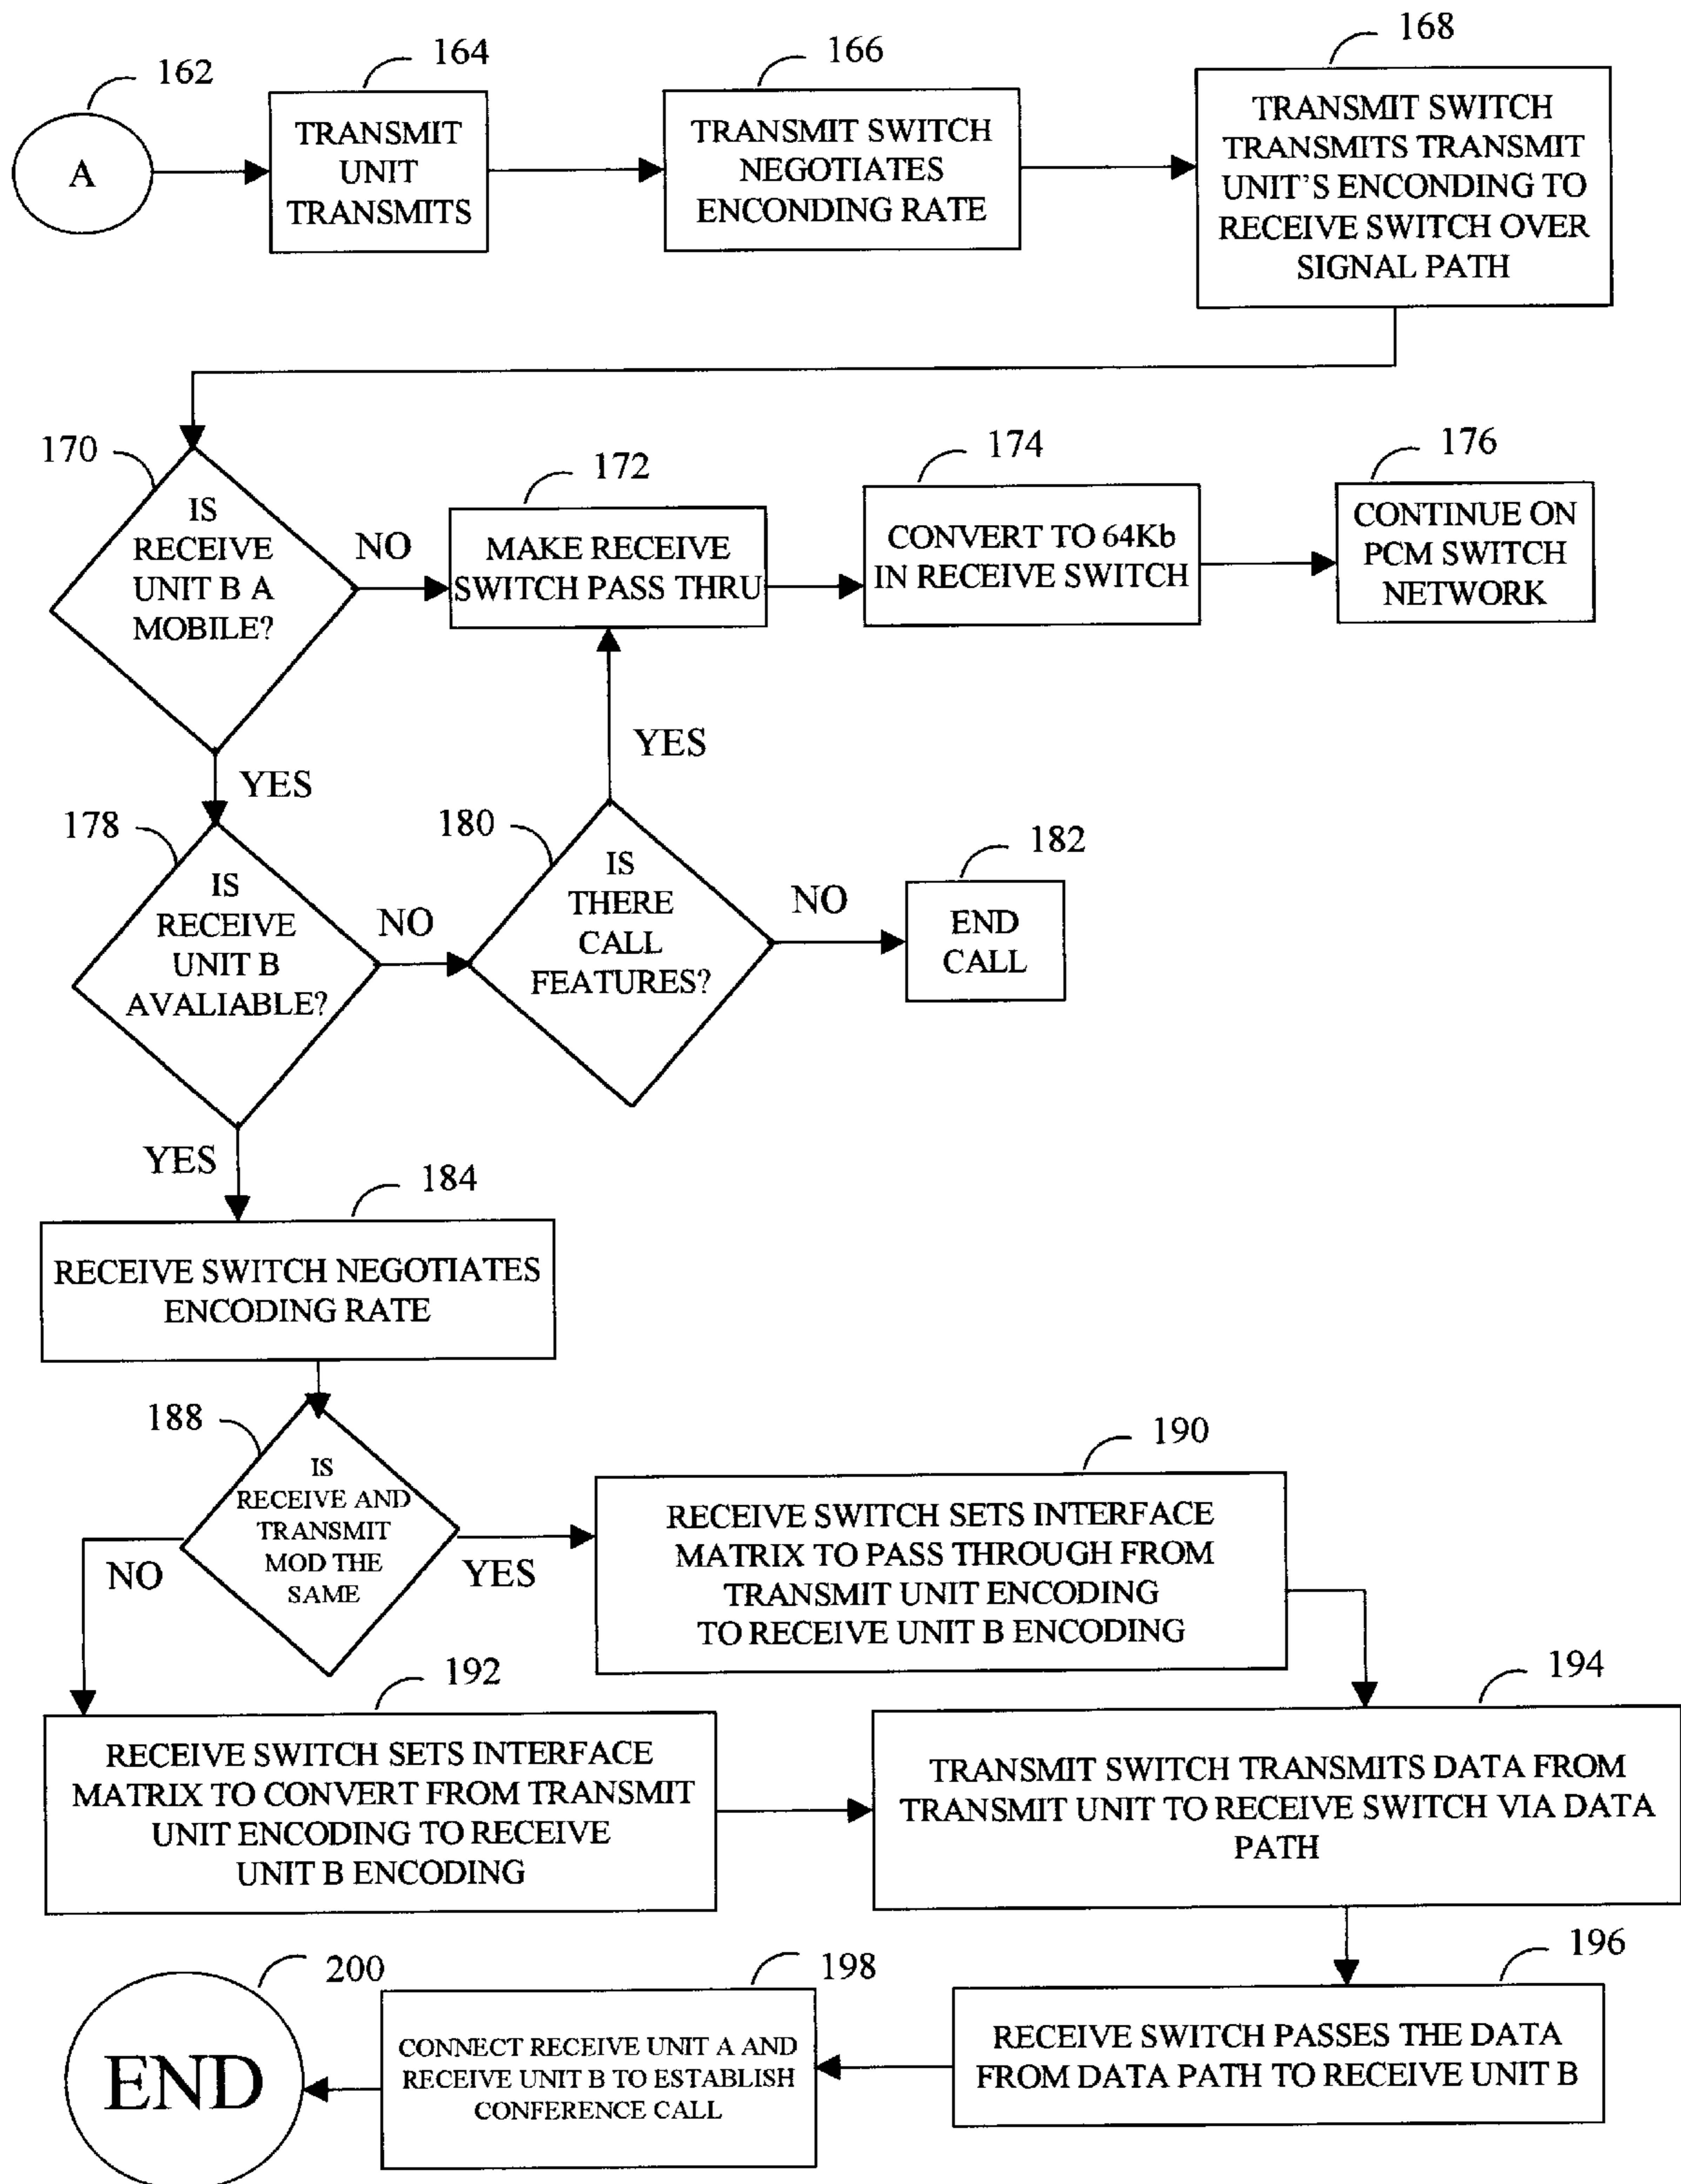 162
A
164
TRANSMIT
UNIT
TRANSMITS
166
TRANSMIT SWITCH
NEGOTIATES
ENCONDING RATE
168
TRANSMIT SWITCH
TRANSMITS TRANSMIT
UNIT'S ENCONDING TO
RECEIVE SWITCH OVER
SIGNAL PATH
170
IS
RECEIVE
UNIT B A
MOBILE?
NO
172
MAKE RECEIVE
SWITCH PASS THRU
174
CONVERT TO 64Kb
IN RECEIVE SWITCH
176
CONTINUE ON
PCM SWITCH
NETWORK
YES
YES
178
IS
RECEIVE
UNIT B
AVALIABLE?
NO
180
IS
THERE
CALL
FEATURES?
NO
182
END
CALL
YES
184
RECEIVE SWITCH NEGOTIATES
ENCODING RATE
188
IS
RECEIVE AND
TRANSMIT
MOD THE
SAME
NO
YES
190
RECEIVE SWITCH SETS INTERFACE
MATRIX TO PASS THROUGH FROM
TRANSMIT UNIT ENCODING
TO RECEIVE UNIT B ENCODING
192
RECEIVE SWITCH SETS INTERFACE
MATRIX TO CONVERT FROM TRANSMIT
UNIT ENCODING TO RECEIVE
UNIT B ENCODING
194
TRANSMIT SWITCH TRANSMITS DATA FROM
TRANSMIT UNIT TO RECEIVE SWITCH VIA DATA
PATH
196
RECEIVE SWITCH PASSES THE DATA
FROM DATA PATH TO RECEIVE UNIT B
198
CONNECT RECEIVE UNIT A AND
RECEIVE UNIT B TO ESTABLISH
CONFERENCE CALL
200
END